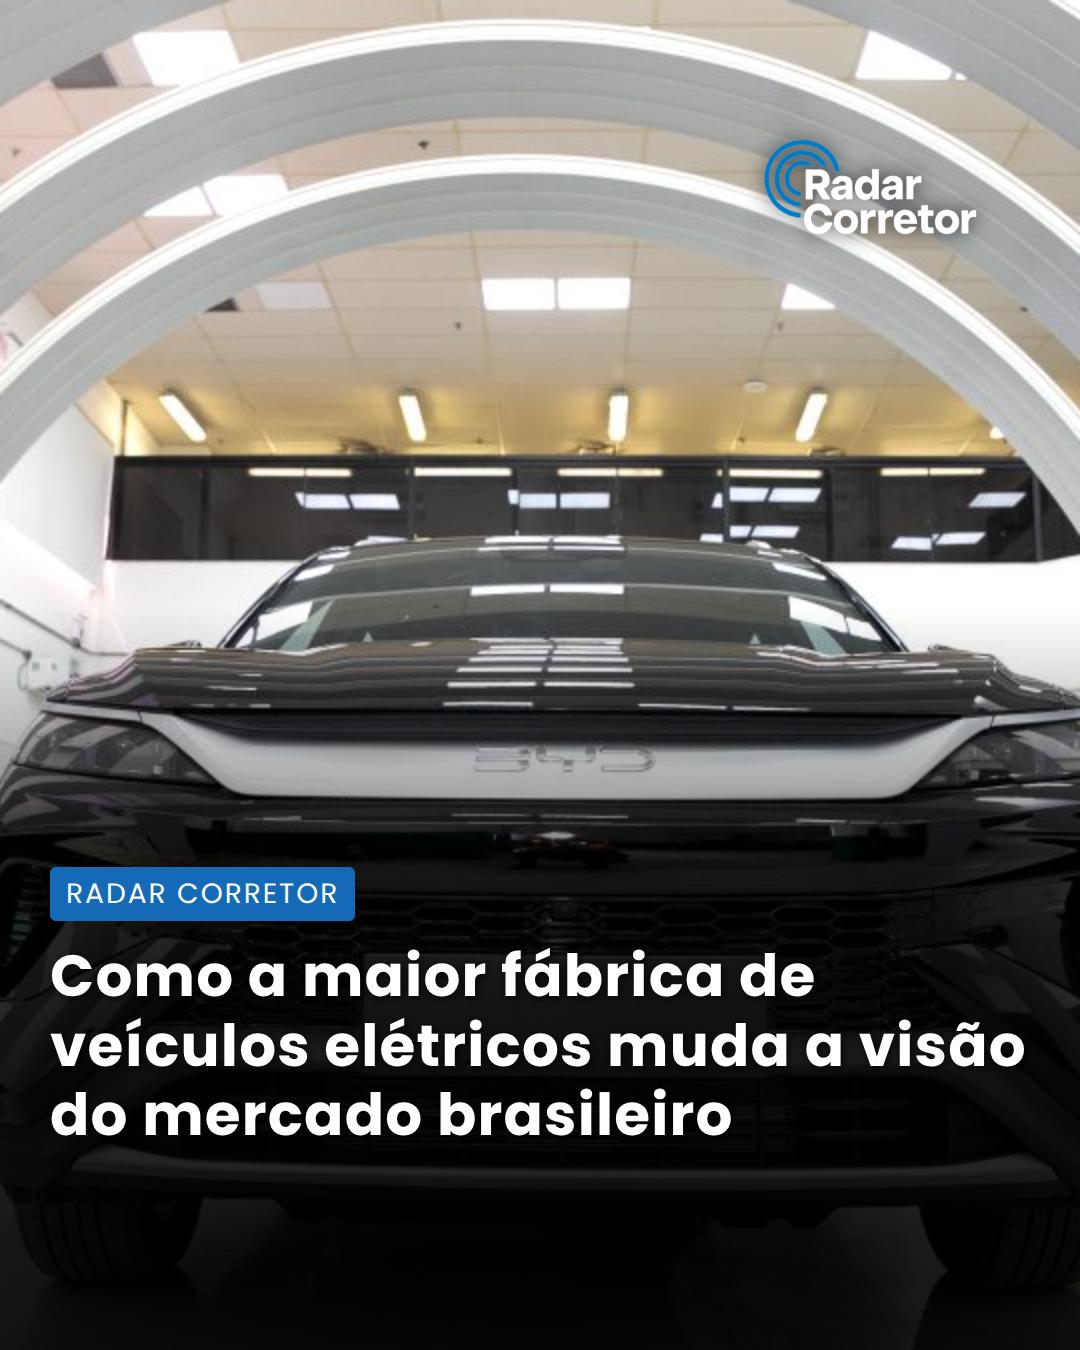 Radar
Corretor
BYD
RADAR CORRETOR
Como a maior fábrica de
veículos elétricos muda a visão
do mercado brasileiro